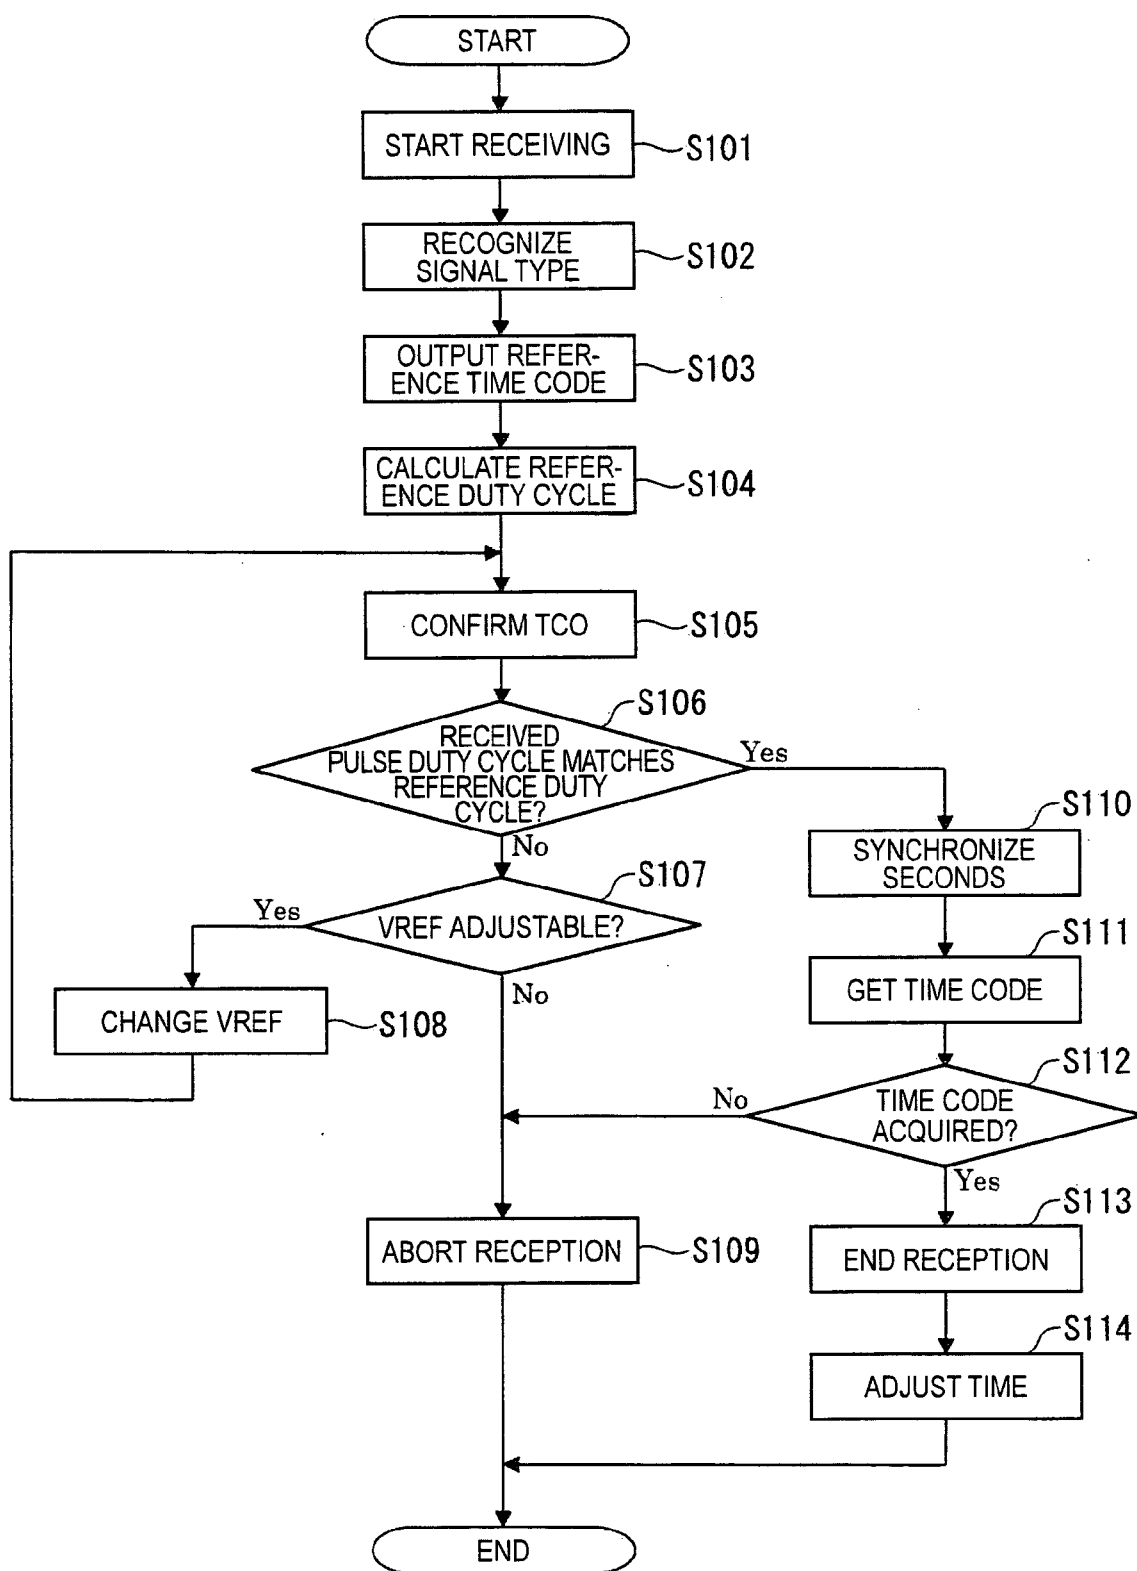 START
START RECEIVING
S101
RECOGNIZE
SIGNAL TYPE
S102
OUTPUT REFER-
ENCE TIME CODE
S103
CALCULATE REFER-
ENCE DUTY CYCLE
S104
CONFIRM TCO
S105
S106
RECEIVED
PULSE DUTY CYCLE MATCHES
REFERENCE DUTY
CYCLE?
Yes
No
S110
SYNCHRONIZE
SECONDS
S107
VREF ADJUSTABLE?
Yes
No
S111
GET TIME CODE
CHANGE VREF
S108
S112
TIME CODE
ACQUIRED?
No
Yes
ABORT RECEPTION
S109
S113
END RECEPTION
S114
ADJUST TIME
END